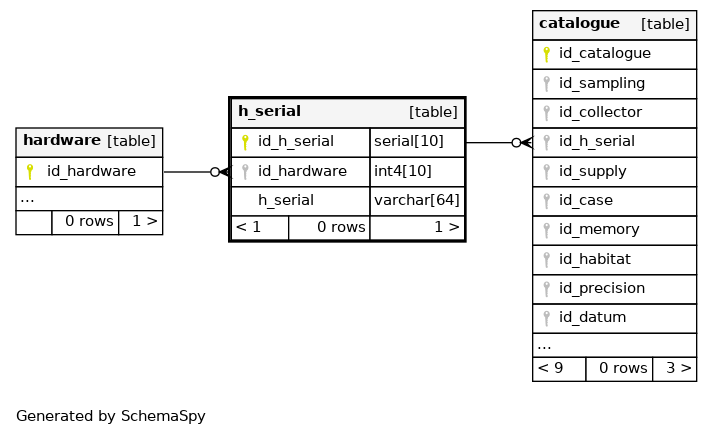 hardware [table]
id_hardware
...
0 rows 1 >
h_serial [table]
id_h_serial serial[10]
id_hardware int4[10]
h_serial varchar[64]
< 1 0 rows 1 >
catalogue [table]
id_catalogue
id_sampling
id_collector
id_h_serial
id_supply
id_case
id_memory
id_habitat
id_precision
id_datum
...
< 9 0 rows 3 >
Generated by SchemaSpy